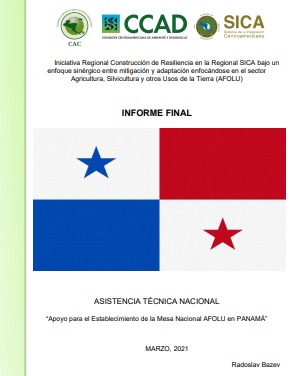 CAC
CCAD
COMISIÓN CENTROAMERICANA DE AMBIENTE Y DESARROLLO
SICA
Sistema de la Integración
Centroamericana
Iniciativa Regional Construcción de Resiliencia en la Regional SICA bajo un
enfoque sinérgico entre mitigación y adaptación enfocándose en el sector
Agricultura, Silvicultura y otros Usos de la Tierra (AFOLU)
INFORME FINAL
ASISTENCIA TÉCNICA NACIONAL
“Apoyo para el Establecimiento de la Mesa Nacional AFOLU en PANAMÁ”
MARZO, 2021
Radoslav Bazev